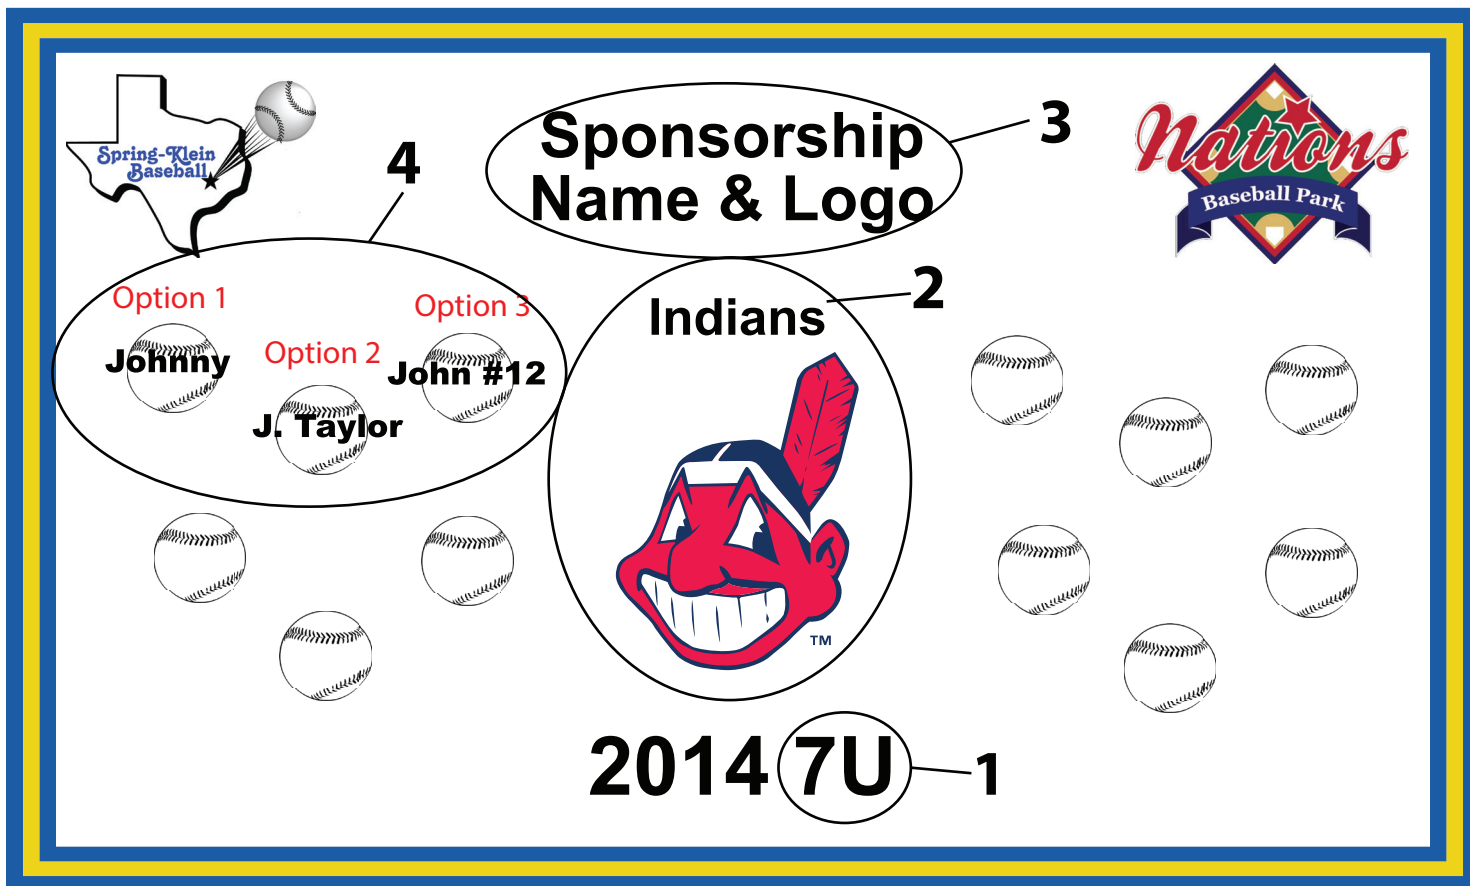 Spring-Klein
Baseball
4
Sponsorship
Name & Logo
3
Nations
Baseball Park
Option 1
Johnny
Option 2
J. Taylor
Option 3
John #12
Indians
2
TM
2014 7U
1